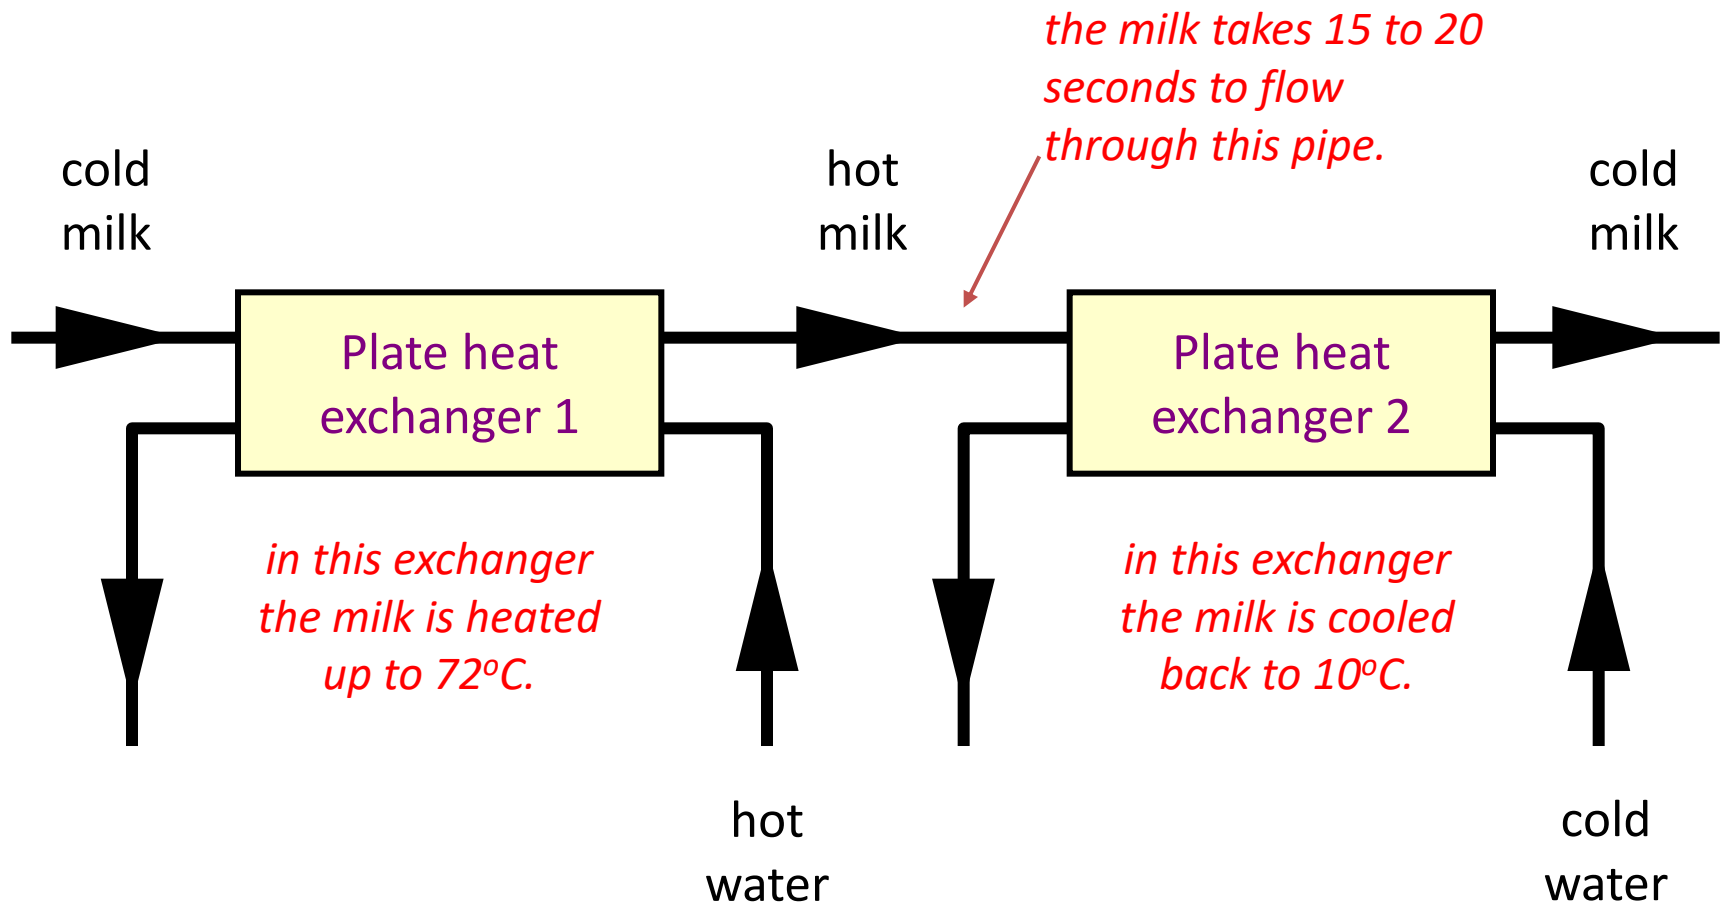 the milk takes 15 to 20
seconds to flow
through this pipe.
cold
milk
hot
milk
cold
milk
Plate heat
exchanger 1
Plate heat
exchanger 2
in this exchanger
the milk is heated
up to 72ºC.
in this exchanger
the milk is cooled
back to 10ºC.
hot
water
cold
water